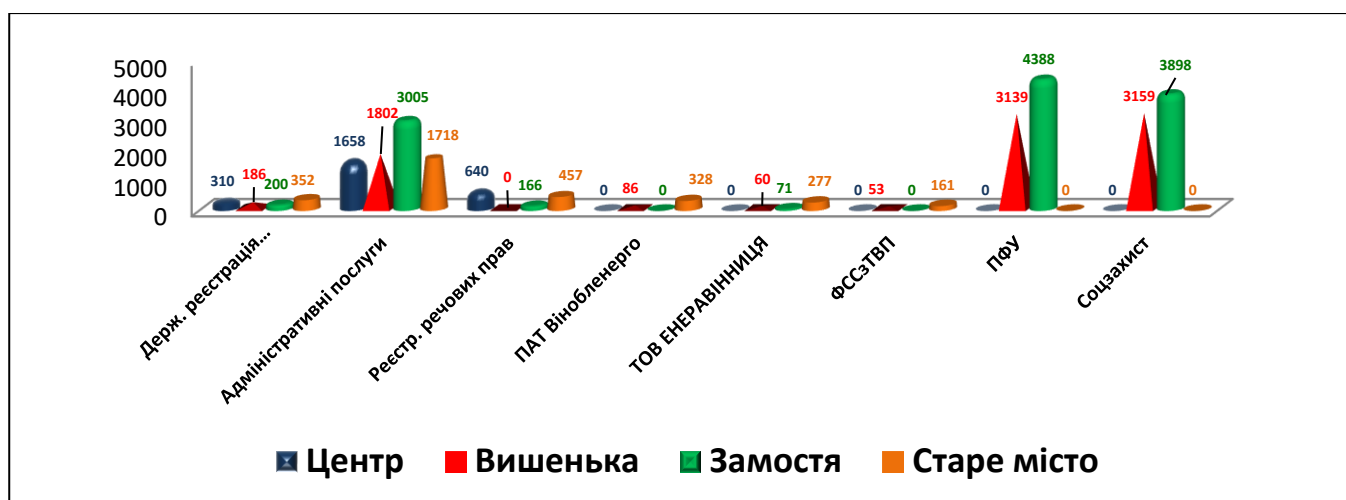 5000
4000
3000
2000
1000
0
310 186 200 352
1658 1802 3005 1718
640 0 166 457
0 86 0 328
0 60 71 277
0 53 0 161
0 3139 4388 0
0 3159 3898 0
Держ. реєстрація...
Адміністративні послуги
Реєстр. речових прав
ПАТ Вінобленерго
ТОВ ЕНЕРАВІННИЦЯ
ФССзТВП
ПФУ
Соцзахист
Центр Вишенька Замостя Старе місто